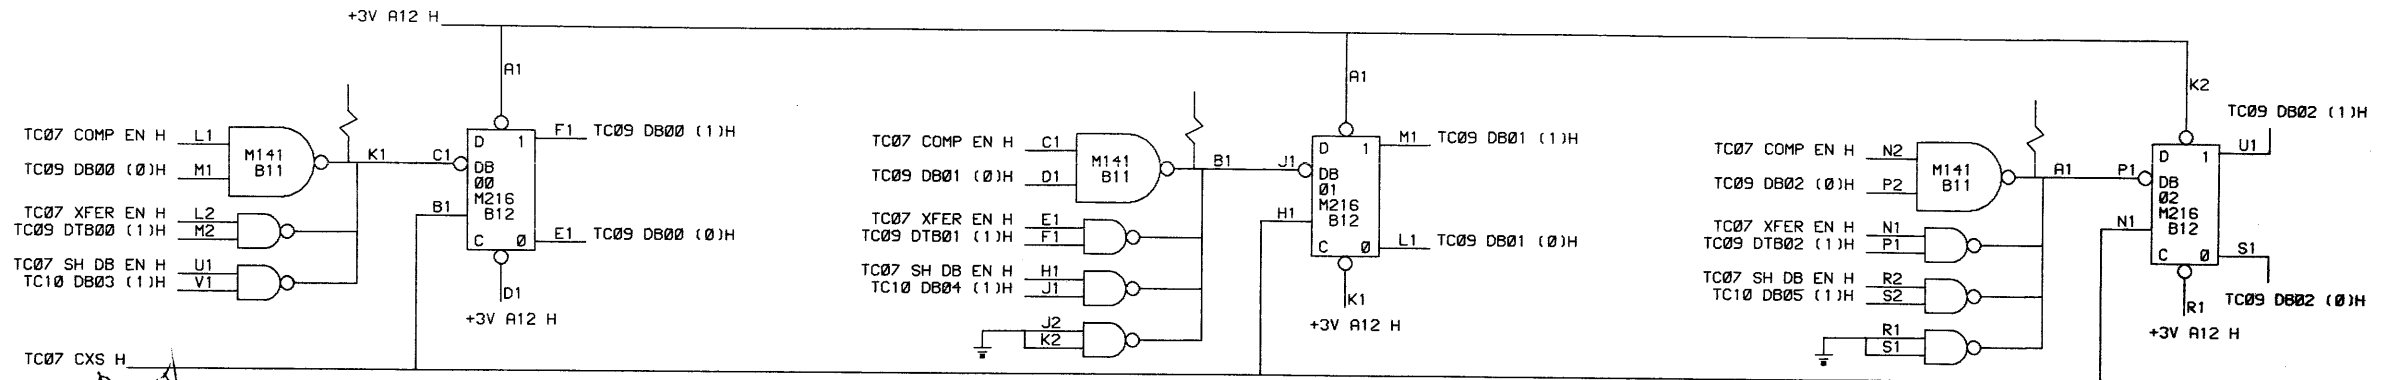 +3V A12 H
A1
TC07 COMP EN H L1
TC09 DB00 (0)H M1
M141
B11
K1
C1
D 1
DB
00
M216
B12
C 0
F1 TC09 DB00 (1)H
E1 TC09 DB00 (0)H
B1
TC07 XFER EN H L2
TC09 DTB00 (1)H M2
TC07 SH DB EN H U1
TC10 DB03 (1)H V1
D1
+3V A12 H
TC07 CXS H
A1
TC07 COMP EN H C1
TC09 DB01 (0)H D1
M141
B11
B1
J1
D 1
DB
01
M216
B12
C 0
M1 TC09 DB01 (1)H
L1 TC09 DB01 (0)H
H1
TC07 XFER EN H E1
TC09 DTB01 (1)H F1
TC07 SH DB EN H H1
TC10 DB04 (1)H J1
J2
K2
K1
+3V A12 H
K2
TC09 DB02 (1)H
U1
TC07 COMP EN H N2
TC09 DB02 (0)H P2
M141
B11
A1
P1
D 1
DB
02
M216
B12
C 0
N1
S1
TC09 DB02 (0)H
TC07 XFER EN H N1
TC09 DTB02 (1)H P1
TC07 SH DB EN H R2
TC10 DB05 (1)H S2
R1
S1
R1
+3V A12 H